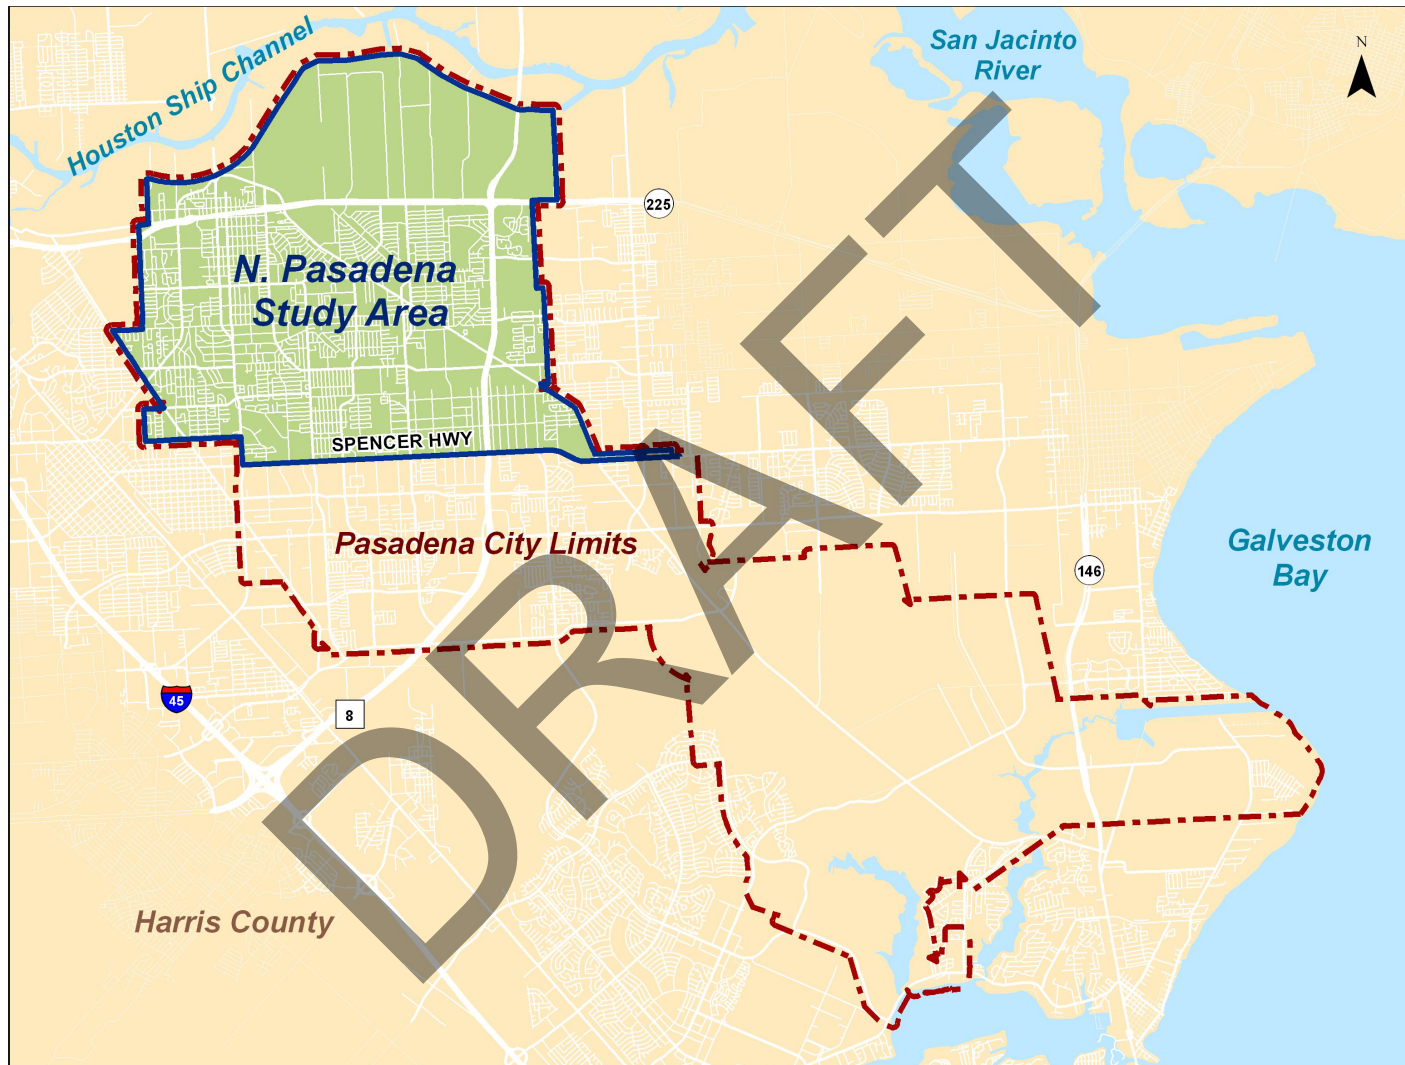 San Jacinto
River
N
Houston Ship Channel
225
N. Pasadena
Study Area
SPENCER HWY
Pasadena City Limits
Galveston
Bay
146
45
8
Harris County
DRAFT